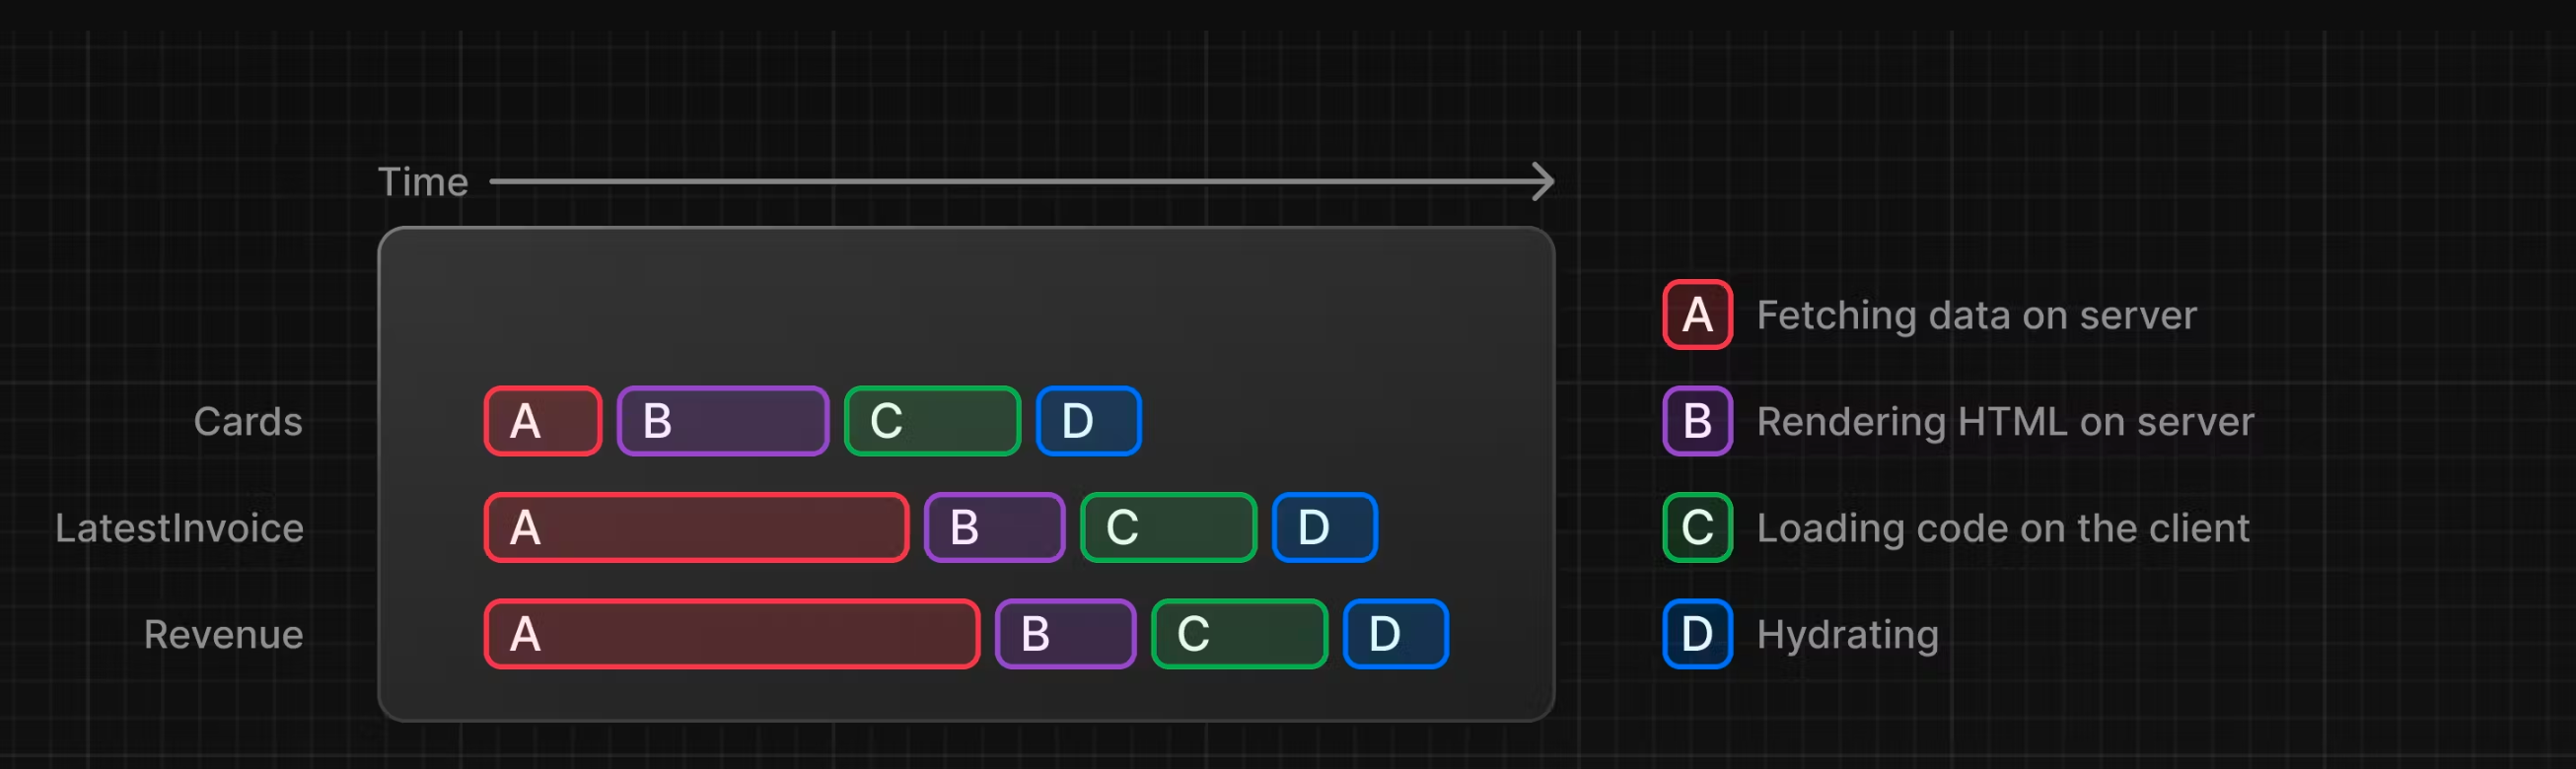 Time
Cards
A B C D
LatestInvoice
A B C D
Revenue
A B C D
A Fetching data on server
B Rendering HTML on server
C Loading code on the client
D Hydrating